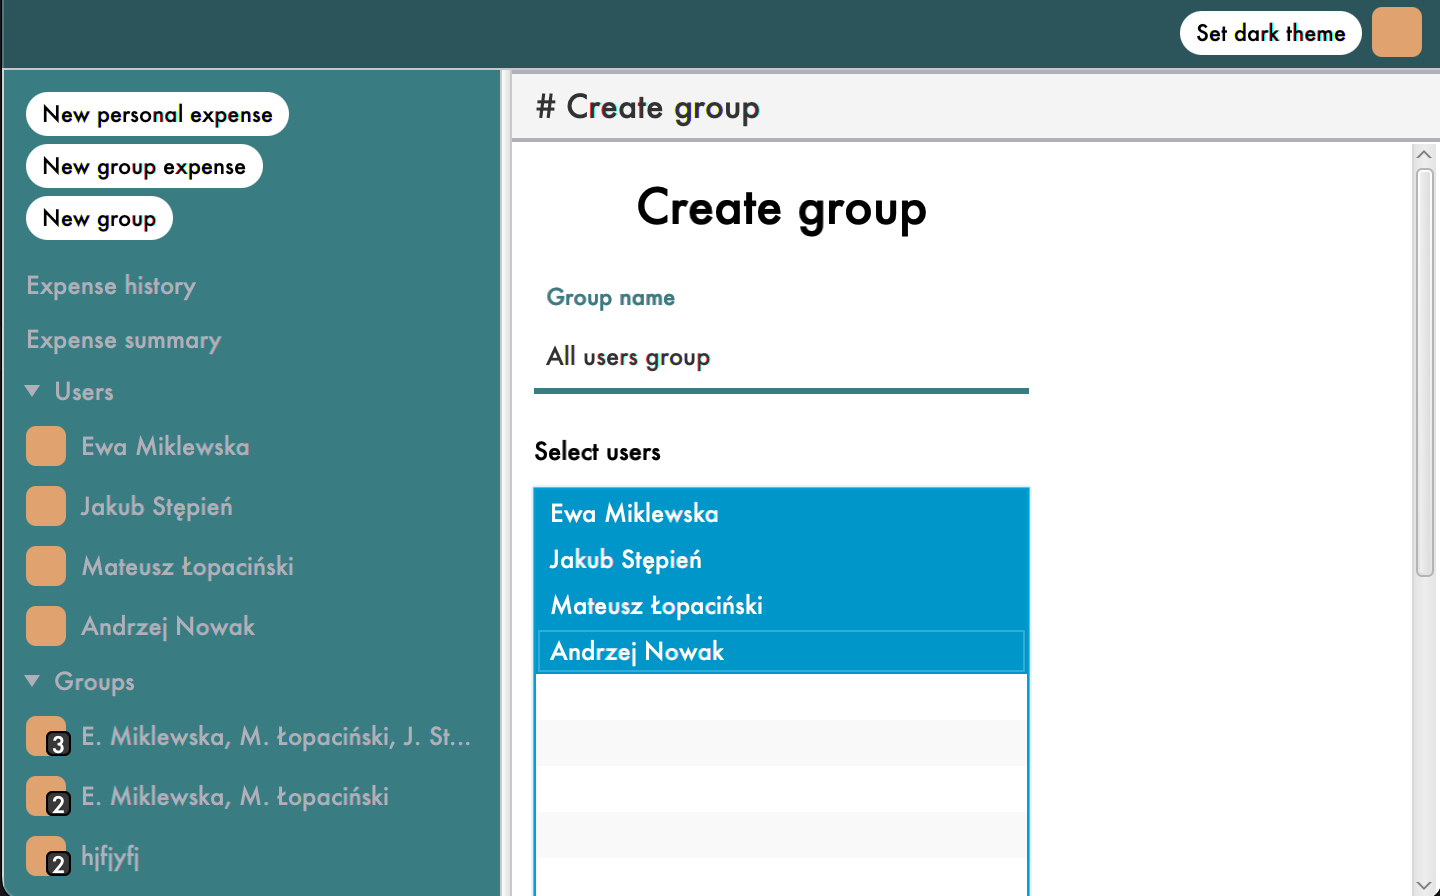 Set dark theme
New personal expense
New group expense
New group
Expense history
Expense summary
Users
Ewa Miklewska
Jakub Stępień
Mateusz Łopaciński
Andrzej Nowak
Groups
3 E. Miklewska, M. Łopaciński, J. St...
2 E. Miklewska, M. Łopaciński
2 hjfjyfj
# Create group
Create group
Group name
All users group
Select users
Ewa Miklewska
Jakub Stępień
Mateusz Łopaciński
Andrzej Nowak